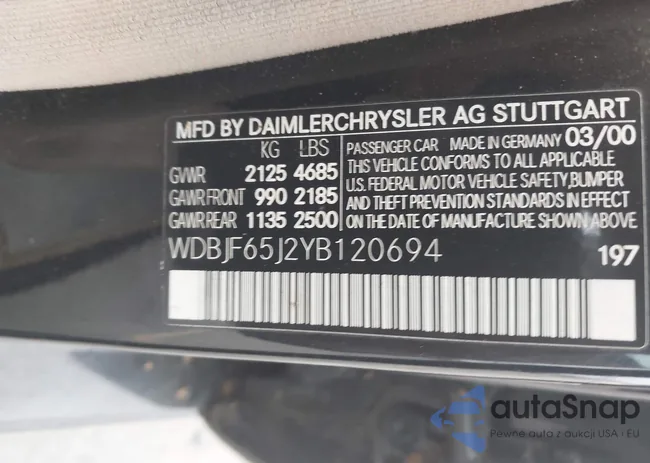 MFD BY DAIMLERCHRYSLER AG STUTTGART
KG LBS
GVWR 2125 4685
GAWR FRONT 990 2185
GAWR REAR 1135 2500
PASSENGER CAR MADE IN GERMANY 03/00
THIS VEHICLE CONFORMS TO ALL APPLICABLE
U.S. FEDERAL MOTOR VEHICLE SAFETY,BUMPER
AND THEFT PREVENTION STANDARDS IN EFFECT
ON THE DATE OF MANUFACTURE SHOWN ABOVE
WDBJF65J2YB120694 197
autoSnap
Pewne auta z aukcji USA i EU